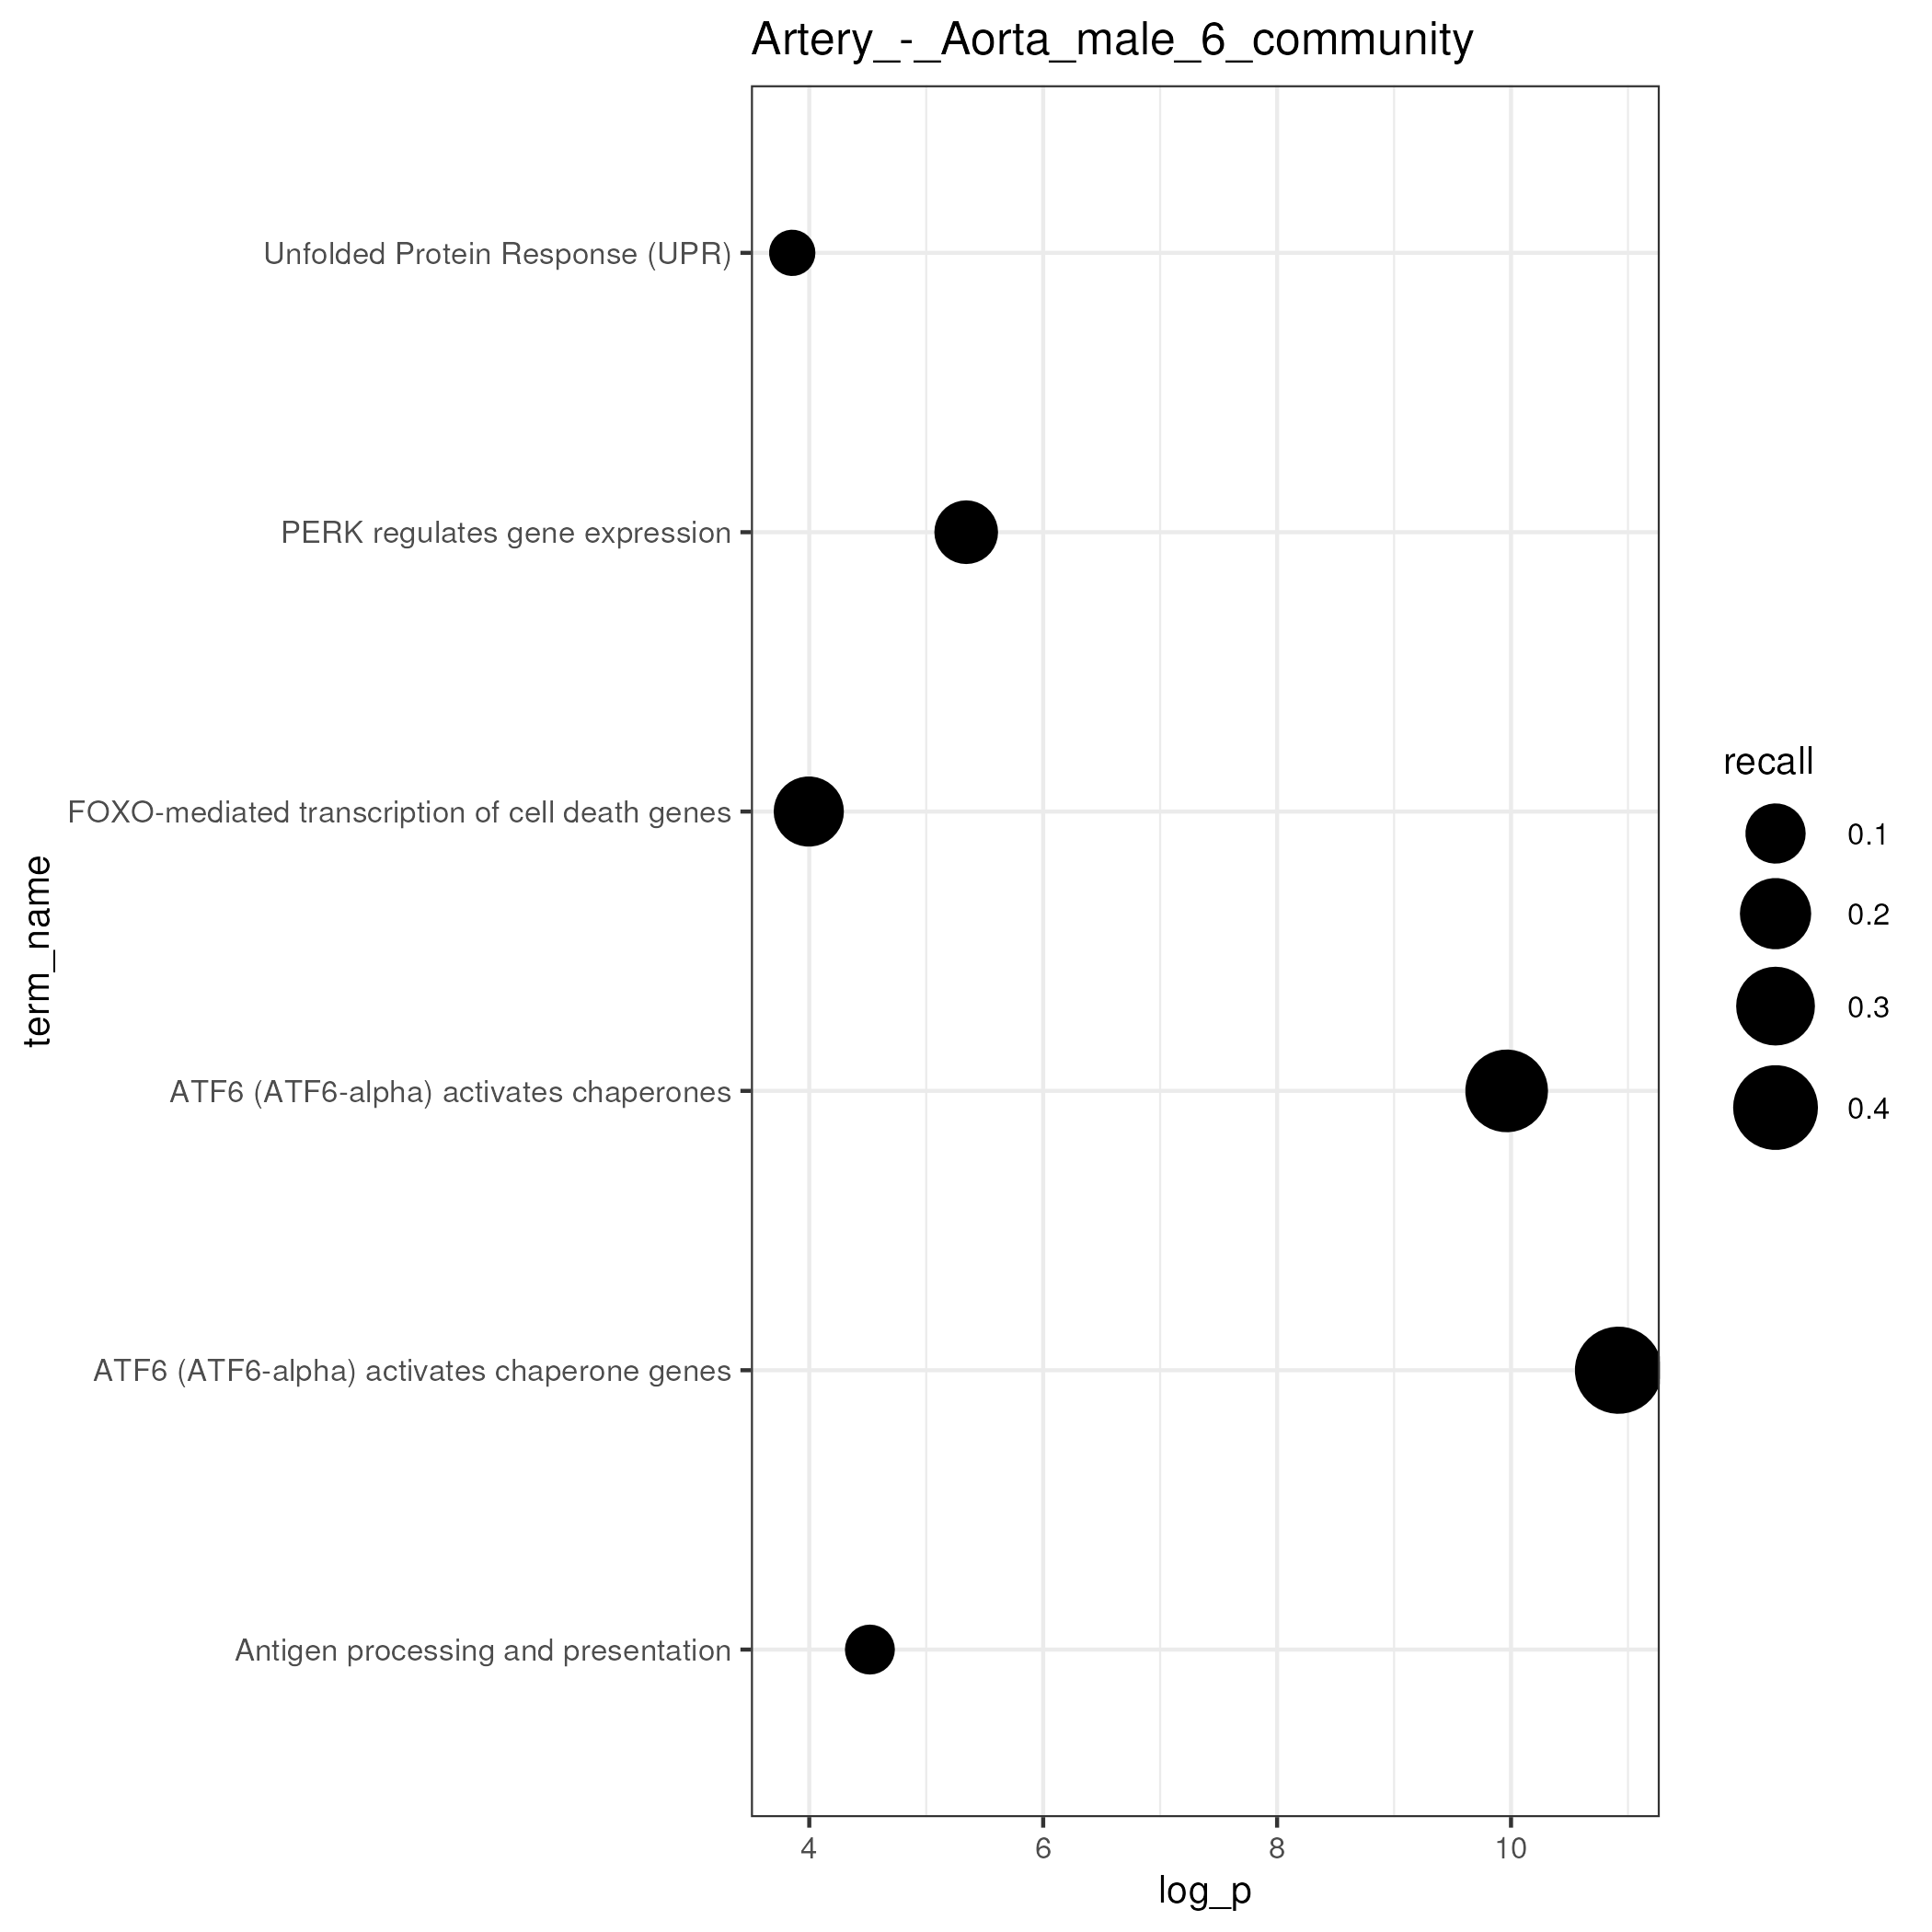 Artery_-_Aorta_male_6_community
term_name
Unfolded Protein Response (UPR)
PERK regulates gene expression
FOXO-mediated transcription of cell death genes
ATF6 (ATF6-alpha) activates chaperones
ATF6 (ATF6-alpha) activates chaperone genes
Antigen processing and presentation
4 6 8 10
log_p
recall
0.1
0.2
0.3
0.4